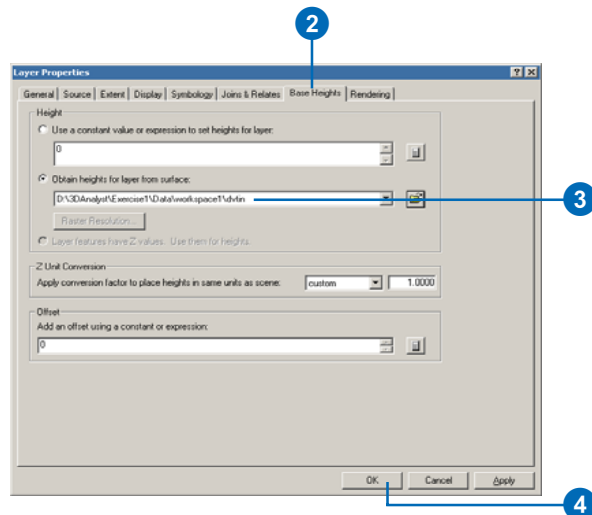 2
Layer Properties
General Source Extent Display Symbology Joins & Relates Base Heights Rendering
Height
Use a constant value or expression to set heights for layer:
0
Obtain heights for layer from surface:
D:\3DAnalyst\Exercise1\Data\workspace1\dvtin
3
Raster Resolution...
Layer features have Z values. Use them for heights.
Z Unit Conversion
Apply conversion factor to place heights in same units as scene: custom 1.0000
Offset
Add an offset using a constant or expression:
0
OK Cancel Apply
4